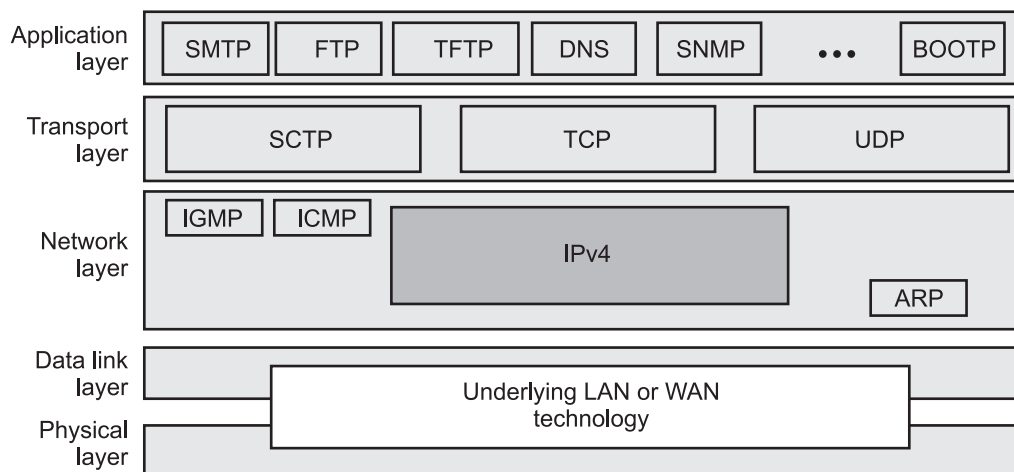 Application
layer
SMTP FTP TFTP DNS SNMP ••• BOOTP
Transport
layer
SCTP TCP UDP
Network
layer
IGMP ICMP
IPv4
ARP
Data link
layer
Underlying LAN or WAN
technology
Physical
layer